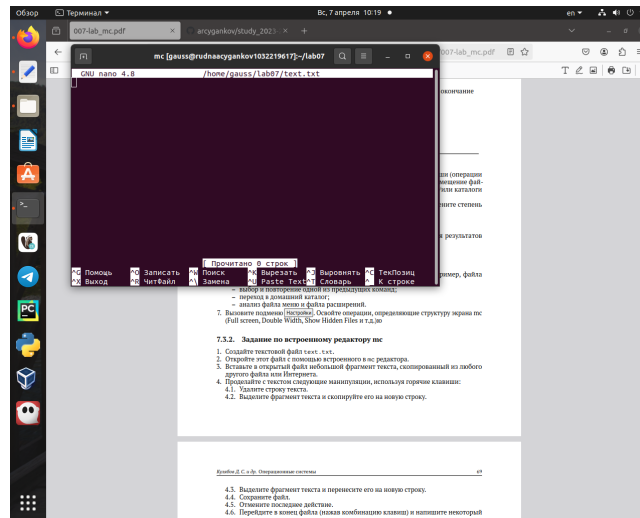 Обзор
Терминал
Вс, 7 апреля 10:19
en
007-lab_mc.pdf
arcygankov/study_2023-
007-lab_mc.pdf
mc [gauss@rudnaacygankov1032219617]:~/lab07
GNU nano 4.8 /home/gauss/lab07/text.txt
[ Прочитано 0 строк ]
^G Помощь ^O Записать ^W Поиск ^K Вырезать ^J Выровнять ^C ТекПозиц
^X Выход ^R ЧитФайл ^\ Замена ^U Paste Text ^T Словарь ^_ К строке
окончание
(операции
мещение фай-
или каталоги
ените степень
результатов
ример, файла
– выбор и повторение одной из предыдущих команд;
– переход в домашний каталог;
– анализ файла меню и файла расширений.
7. Вызовите подменю Настройки. Освойте операции, определяющие структуру экрана mc
(Full screen, Double Width, Show Hidden Files и т.д.)
7.3.2. Задание по встроенному редактору mc
1. Создайте текстовой файл text.txt.
2. Откройте этот файл с помощью встроенного в mc редактора.
3. Вставьте в открытый файл небольшой фрагмент текста, скопированный из любого
другого файла или Интернета.
4. Проделайте с текстом следующие манипуляции, используя горячие клавиши:
4.1. Удалите строку текста.
4.2. Выделите фрагмент текста и скопируйте его на новую строку.
Кулябов Д. С. и др. Операционные системы 69
4.3. Выделите фрагмент текста и перенесите его на новую строку.
4.4. Сохраните файл.
4.5. Отмените последнее действие.
4.6. Перейдите в конец файла (нажав комбинацию клавиш) и напишите некоторый